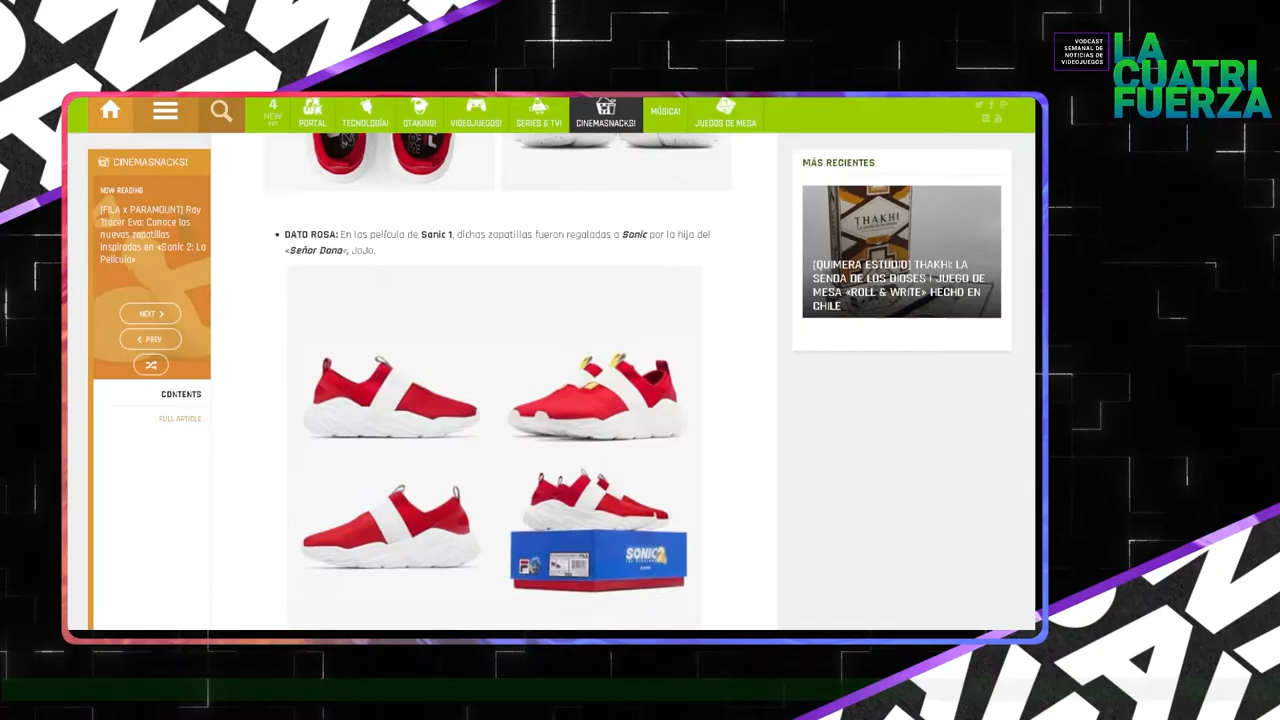 VODCAST
SEMANAL DE
NOTICIAS DE
VIDEOJUEGOS
LA
CUATRI
FUERZA
4
NEW
PORTAL
TECNOLOGÍA!
OTAKING!
VIDEOJUEGOS!
SERIES & TV!
CINEMASNACKS!
MÚSICA!
JUEGOS DE MESA
CINEMASNACKS!
NOW READING
[FILA x PARAMOUNT] Ray
Tracer Evo: Conoce las
nuevas zapatillas
inspiradas en «Sonic 2: La
Película»
NEXT
PREV
CONTENTS
FULL ARTICLE
DATO ROSA: En las película de Sonic 1, dichas zapatillas fueron regaladas a Sonic por la hija del
«Señor Dona«, JoJo.
SONIC 2
MÁS RECIENTES
THAKHI
[QUIMERA ESTUDIO] THAKHI: LA
SENDA DE LOS DIOSES | JUEGO DE
MESA «ROLL & WRITE» HECHO EN
CHILE